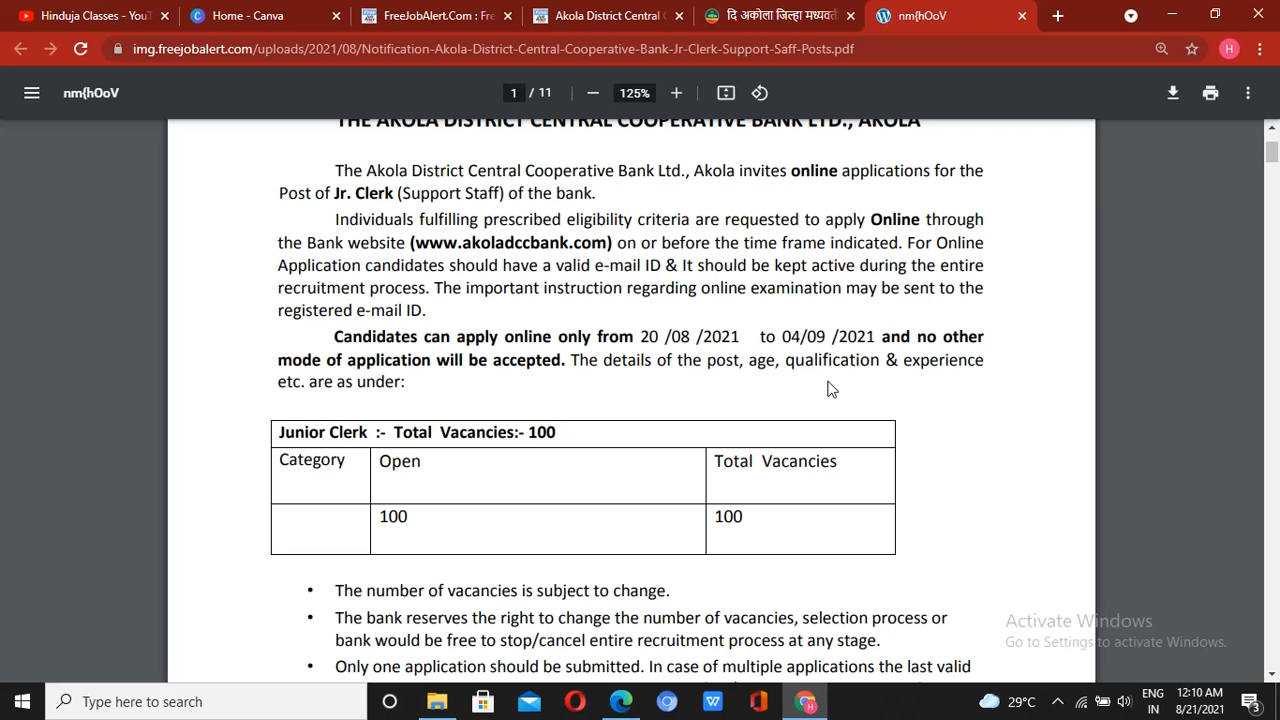 Hinduja Classes - YouT
Home - Canva
FreeJobAlert.Com : Fre
Akola District Central C
दि अकोला जिल्हा मध्यवर्ती
nm{hOoV
img.freejobalert.com/uploads/2021/08/Notification-Akola-District-Central-Cooperative-Bank-Jr-Clerk-Support-Saff-Posts.pdf
H
nm{hOoV
1 / 11
125%
THE AKOLA DISTRICT CENTRAL COOPERATIVE BANK LTD., AKOLA
The Akola District Central Cooperative Bank Ltd., Akola invites online applications for the
Post of Jr. Clerk (Support Staff) of the bank.
Individuals fulfilling prescribed eligibility criteria are requested to apply Online through
the Bank website (www.akoladccbank.com) on or before the time frame indicated. For Online
Application candidates should have a valid e-mail ID & It should be kept active during the entire
recruitment process. The important instruction regarding online examination may be sent to the
registered e-mail ID.
Candidates can apply online only from 20 /08 /2021 to 04/09 /2021 and no other
mode of application will be accepted. The details of the post, age, qualification & experience
etc. are as under:
Junior Clerk :- Total Vacancies:- 100
Category Open Total Vacancies
100 100
• The number of vacancies is subject to change.
• The bank reserves the right to change the number of vacancies, selection process or
bank would be free to stop/cancel entire recruitment process at any stage.
• Only one application should be submitted. In case of multiple applications the last valid
Activate Windows
Go to Settings to activate Windows.
Type here to search
29°C
ENG
IN
12:10 AM
8/21/2021
3